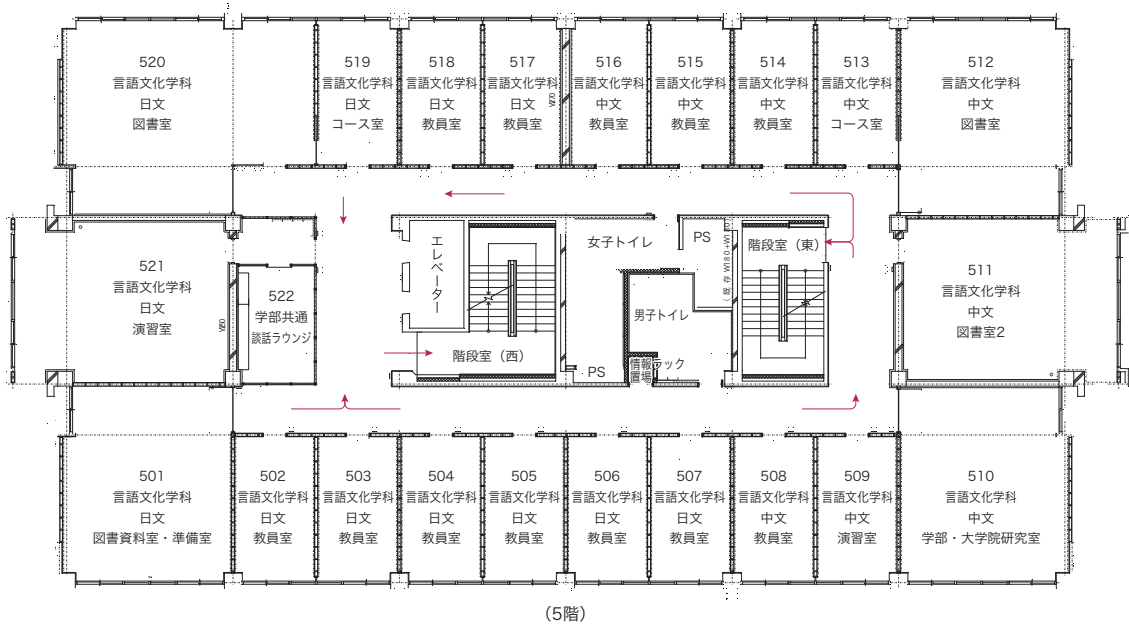 520
言語文化学科
日文
図書室
519
言語文化学科
日文
コース室
518
言語文化学科
日文
教員室
517
言語文化学科
日文
教員室
W270
516
言語文化学科
中文
教員室
515
言語文化学科
中文
教員室
514
言語文化学科
中文
教員室
513
言語文化学科
中文
コース室
512
言語文化学科
中文
図書室
521
言語文化学科
日文
演習室
522
学部共通
談話ラウンジ
エレベーター
階段室（西）
女子トイレ
PS
男子トイレ
PS
情報ラック
置場
階段室（東）
511
言語文化学科
中文
図書室2
501
言語文化学科
日文
図書資料室・準備室
502
言語文化学科
日文
教員室
503
言語文化学科
日文
教員室
504
言語文化学科
日文
教員室
505
言語文化学科
日文
教員室
506
言語文化学科
日文
教員室
507
言語文化学科
日文
教員室
508
言語文化学科
中文
教員室
509
言語文化学科
中文
演習室
510
言語文化学科
中文
学部・大学院研究室
（5階）